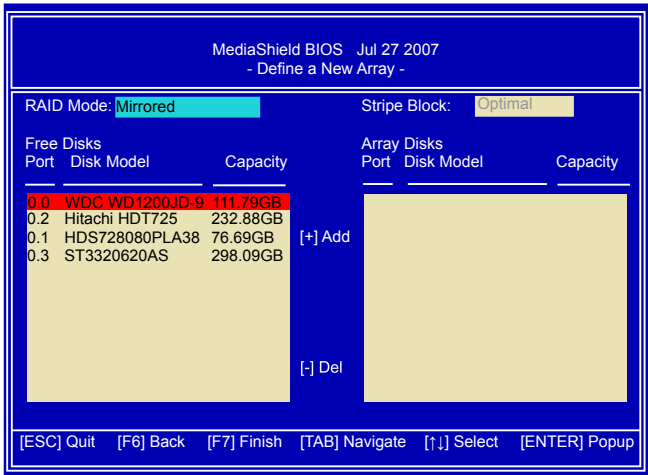 MediaShield BIOS Jul 27 2007
- Define a New Array -
RAID Mode: Mirrored Stripe Block: Optimal
Free Disks Array Disks
Port Disk Model Capacity Port Disk Model Capacity
0.0 WDC WD1200JD-9 111.79GB
0.2 Hitachi HDT725 232.88GB
0.1 HDS728080PLA38 76.69GB [+] Add
0.3 ST3320620AS 298.09GB
[-] Del
[ESC] Quit [F6] Back [F7] Finish [TAB] Navigate [↑↓] Select [ENTER] Popup